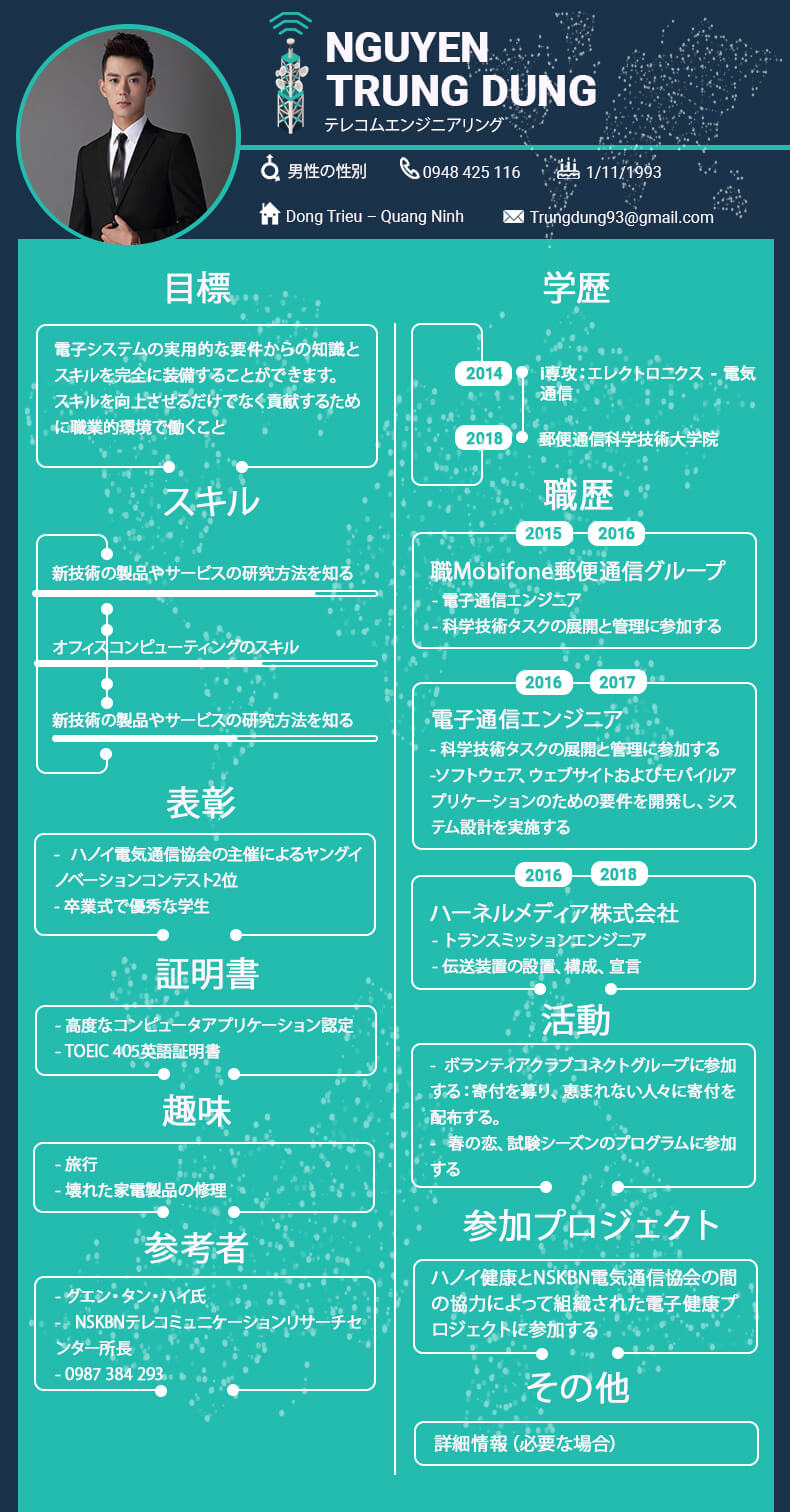 NGUYEN
TRUNG DUNG
テレコムエンジニアリング
男性の性別
0948 425 116
1/11/1993
Dong Trieu – Quang Ninh
Trungdung93@gmail.com
目標
電子システムの実用的な要件からの知識と
スキルを完全に装備することができます。
スキルを向上させるだけでなく貢献するため
に職業的環境で働くこと
スキル
新技術の製品やサービスの研究方法を知る
オフィスコンピューティングのスキル
新技術の製品やサービスの研究方法を知る
表彰
- ハノイ電気通信協会の主催によるヤングイ
ノベーションコンテスト2位
- 卒業式で優秀な学生
証明書
- 高度なコンピュータアプリケーション認定
- TOEIC 405英語証明書
趣味
- 旅行
- 壊れた家電製品の修理
参考者
- グエン・タン・ハイ氏
- NSKBNテレコミュニケーションリサーチセ
ンター所長
- 0987 384 293
学歴
2014
i専攻：エレクトロニクス - 電気
通信
2018
郵便通信科学技術大学院
職歴
2015 2016
職Mobifone郵便通信グループ
- 電子通信エンジニア
- 科学技術タスクの展開と管理に参加する
2016 2017
電子通信エンジニア
- 科学技術タスクの展開と管理に参加する
-ソフトウェア、ウェブサイトおよびモバイルア
プリケーションのための要件を開発し、シス
テム設計を実施する
2016 2018
ハーネルメディア株式会社
- トランスミッションエンジニア
- 伝送装置の設置、構成、宣言
活動
- ボランティアクラブコネクトグループに参加
する：寄付を募り、恵まれない人々に寄付を
配布する。
- 春の恋、試験シーズンのプログラムに参加
する
参加プロジェクト
ハノイ健康とNSKBN電気通信協会の間
の協力によって組織された電子健康プ
ロジェクトに参加する
その他
詳細情報（必要な場合）